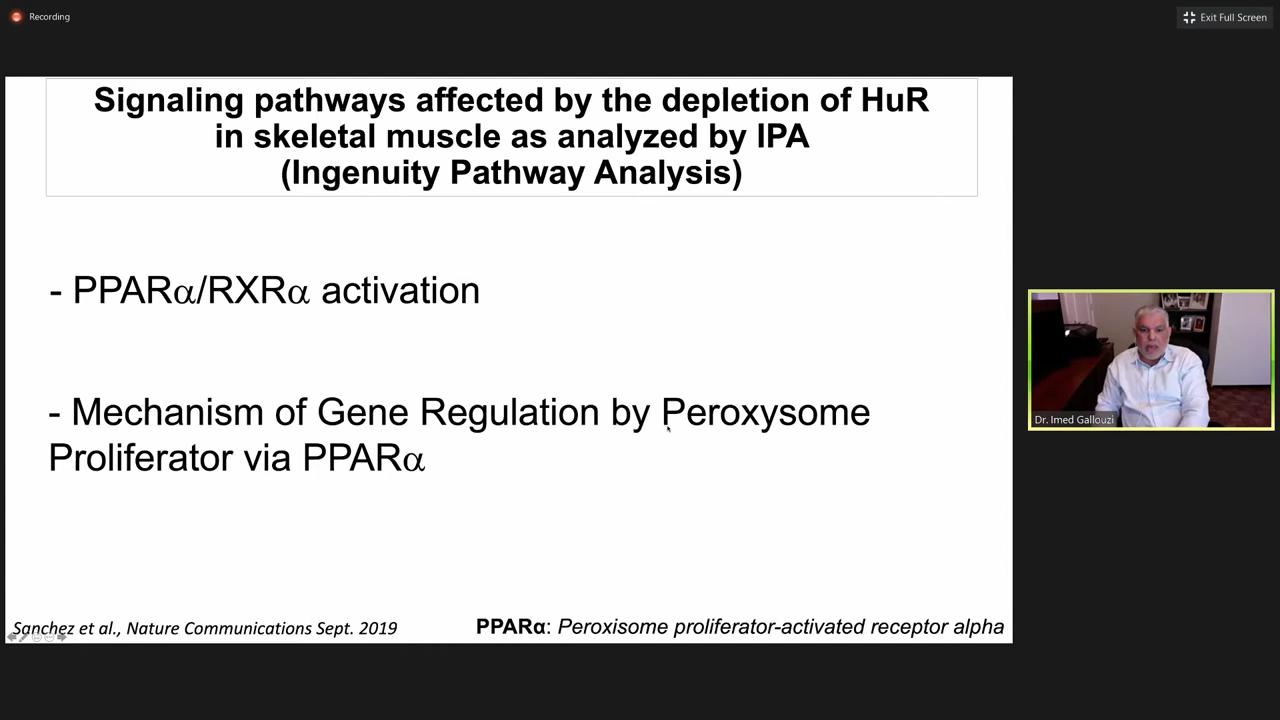 Recording
Exit Full Screen
Signaling pathways affected by the depletion of HuR
in skeletal muscle as analyzed by IPA
(Ingenuity Pathway Analysis)
- PPARα/RXRα activation
- Mechanism of Gene Regulation by Peroxysome
Proliferator via PPARα
Dr. Imed Gallouzi
Sanchez et al., Nature Communications Sept. 2019
PPARα: Peroxisome proliferator-activated receptor alpha